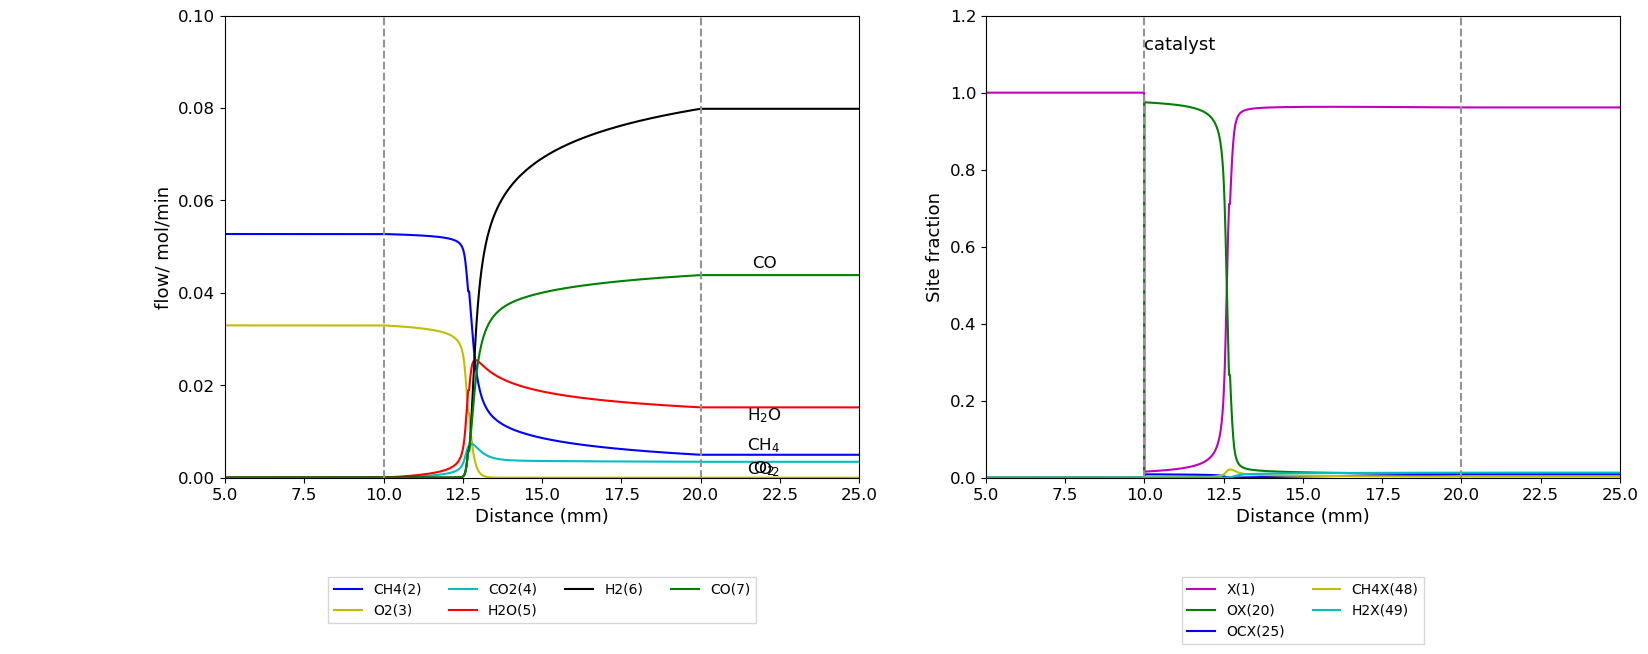 0.10
0.08
0.06
0.04
0.02
0.00
flow/ mol/min
CO
H2O
CH4
O2
CO2
5.0 7.5 10.0 12.5 15.0 17.5 20.0 22.5 25.0
Distance (mm)
CH4(2) CO2(4) H2(6) CO(7)
O2(3) H2O(5)
1.2
1.0
0.8
0.6
0.4
0.2
0.0
Site fraction
catalyst
5.0 7.5 10.0 12.5 15.0 17.5 20.0 22.5 25.0
Distance (mm)
X(1) CH4X(48)
OX(20) H2X(49)
OCX(25)